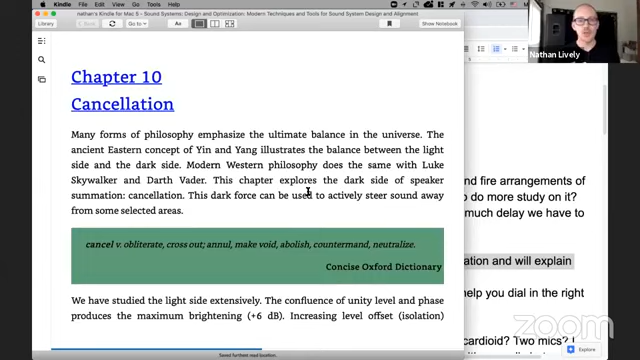 Kindle File Edit View Go Tools Window Help
nathan's Kindle for Mac 5 - Sound Systems: Design and Optimization: Modern Techniques and Tools for Sound System Design and Alignment
Library Back Refresh Go to Aa Show Notebook
Nathan Lively
Chapter 10
Cancellation
Many forms of philosophy emphasize the ultimate balance in the universe. The
ancient Eastern concept of Yin and Yang illustrates the balance between the light
side and the dark side. Modern Western philosophy does the same with Luke
Skywalker and Darth Vader. This chapter explores the dark side of speaker
summation: cancellation. This dark force can be used to actively steer sound away
from some selected areas.
cancel v. obliterate, cross out; annul, make void, abolish, countermand, neutralize.
Concise Oxford Dictionary
We have studied the light side extensively. The confluence of unity level and phase
produces the maximum brightening (+6 dB). Increasing level offset (isolation)
nd fire arrangements of
to do more study on it?
much delay we have to
ation and will explain
help you dial in the right
cardioid? Two mics? I
zoom
Explore